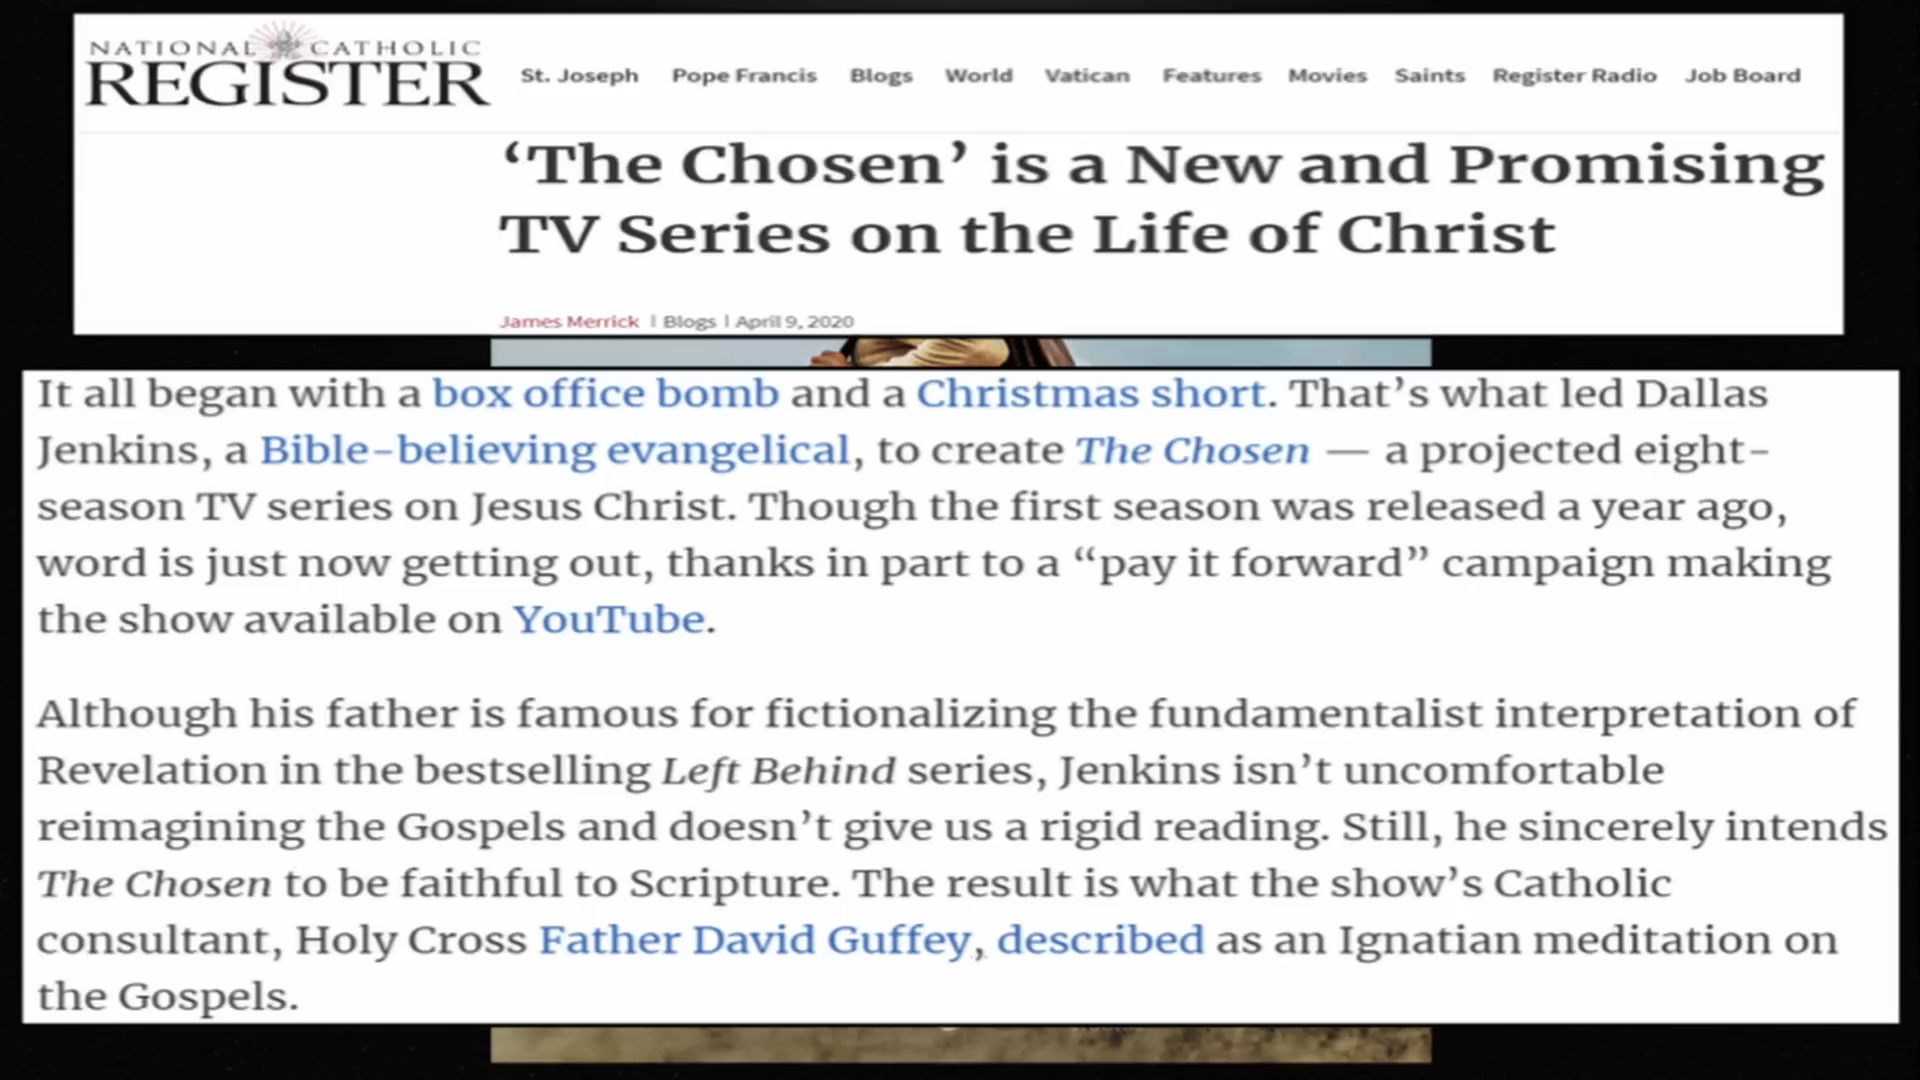 NATIONAL CATHOLIC
REGISTER
St. Joseph Pope Francis Blogs World Vatican Features Movies Saints Register Radio Job Board
‘The Chosen’ is a New and Promising
TV Series on the Life of Christ
James Merrick | Blogs | April 9, 2020
It all began with a box office bomb and a Christmas short. That’s what led Dallas
Jenkins, a Bible-believing evangelical, to create The Chosen — a projected eight-
season TV series on Jesus Christ. Though the first season was released a year ago,
word is just now getting out, thanks in part to a “pay it forward” campaign making
the show available on YouTube.
Although his father is famous for fictionalizing the fundamentalist interpretation of
Revelation in the bestselling Left Behind series, Jenkins isn’t uncomfortable
reimagining the Gospels and doesn’t give us a rigid reading. Still, he sincerely intends
The Chosen to be faithful to Scripture. The result is what the show’s Catholic
consultant, Holy Cross Father David Guffey, described as an Ignatian meditation on
the Gospels.